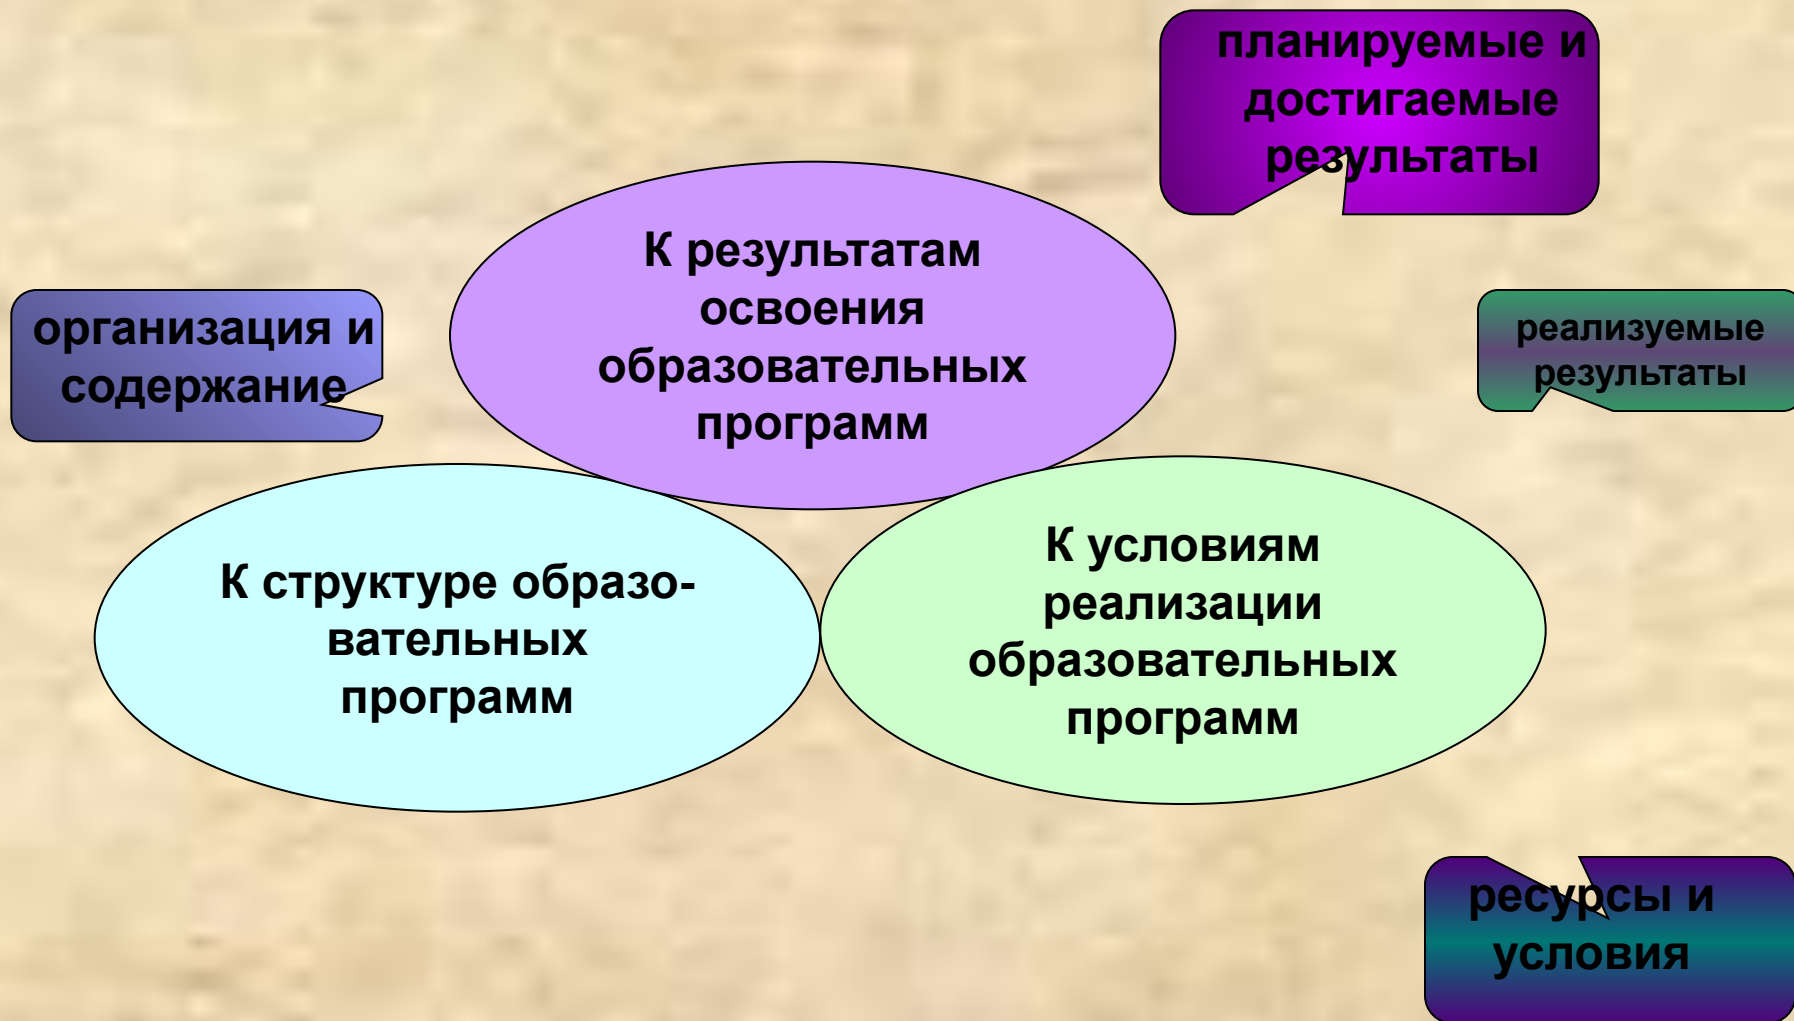 планируемые и
достигаемые
результаты
К результатам
освоения
образовательных
программ
организация и
содержание
реализуемые
результаты
К структуре образо-
вательных
программ
К условиям
реализации
образовательных
программ
ресурсы и
условия